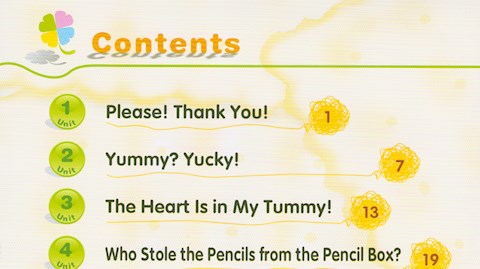 Contents
1 Unit Please! Thank You! 1
2 Unit Yummy? Yucky! 7
3 Unit The Heart Is in My Tummy! 13
4 Unit Who Stole the Pencils from the Pencil Box? 19